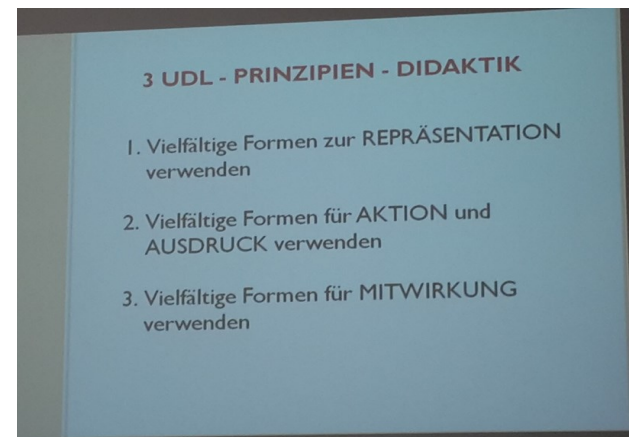 3 UDL - PRINZIPIEN - DIDAKTIK
1. Vielfältige Formen zur REPRÄSENTATION
verwenden
2. Vielfältige Formen für AKTION und
AUSDRUCK verwenden
3. Vielfältige Formen für MITWIRKUNG
verwenden